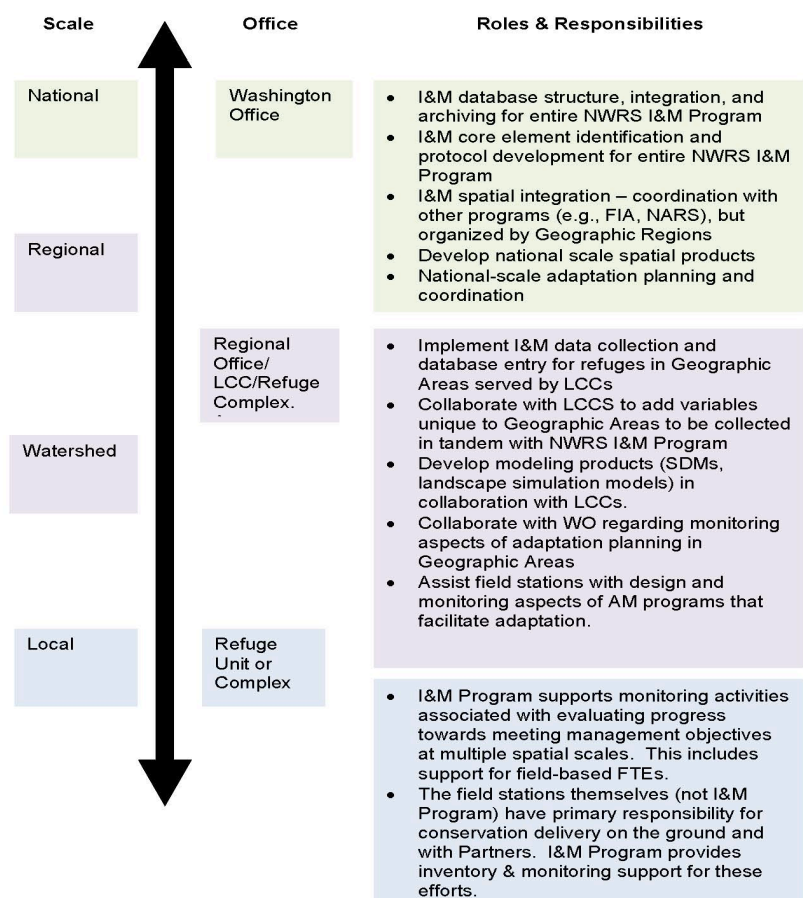 Scale
Office
Roles & Responsibilities
National
Washington
Office
• I&M database structure, integration, and
archiving for entire NWRS I&M Program
• I&M core element identification and
protocol development for entire NWRS I&M
Program
• I&M spatial integration – coordination with
other programs (e.g., FIA, NARS), but
organized by Geographic Regions
• Develop national scale spatial products
• National-scale adaptation planning and
coordination
Regional
Regional
Office/
LCC/Refuge
Complex.
Watershed
• Implement I&M data collection and
database entry for refuges in Geographic
Areas served by LCCs
• Collaborate with LCCS to add variables
unique to Geographic Areas to be collected
in tandem with NWRS I&M Program
• Develop modeling products (SDMs,
landscape simulation models) in
collaboration with LCCs.
• Collaborate with WO regarding monitoring
aspects of adaptation planning in
Geographic Areas
• Assist field stations with design and
monitoring aspects of AM programs that
facilitate adaptation.
Local
Refuge
Unit or
Complex
• I&M Program supports monitoring activities
associated with evaluating progress
towards meeting management objectives
at multiple spatial scales.  This includes
support for field-based FTEs.
• The field stations themselves (not I&M
Program) have primary responsibility for
conservation delivery on the ground and
with Partners.  I&M Program provides
inventory & monitoring support for these
efforts.